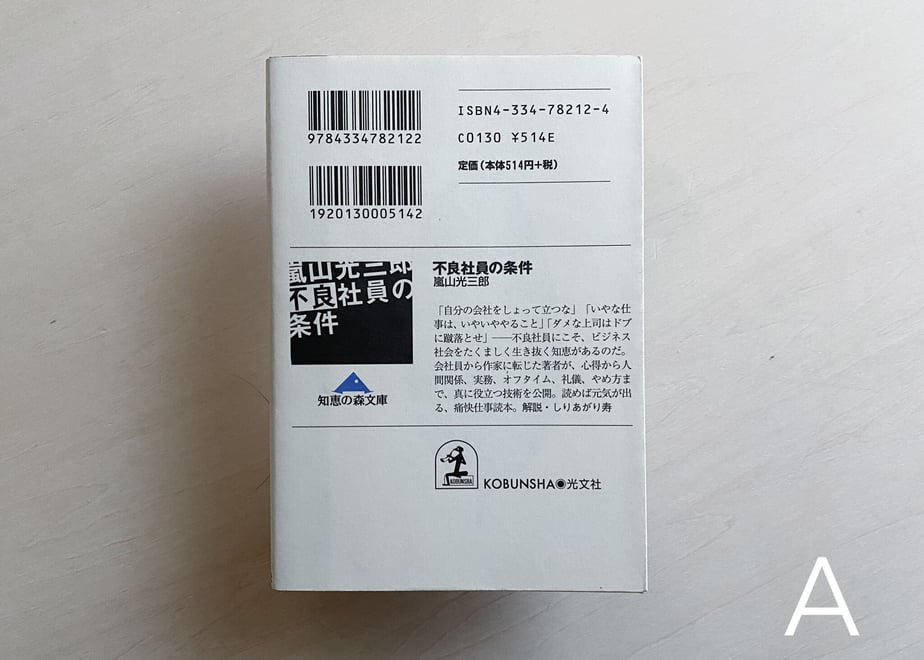 9784334782122
ISBN4-334-78212-4
C0130 ¥514E
定価(本体514円+税)
1920130005142
嵐山光三郎
不良社員の
条件
知恵の森文庫
不良社員の条件
嵐山光三郎
「自分の会社をしょって立つな」「いやな仕
事は、いやいややること」「ダメな上司はドブ
に蹴落とせ」──不良社員にこそ、ビジネス
社会をたくましく生き抜く知恵があるのだ。
会社員から作家に転じた著者が、心得から人
間関係、実務、オフタイム、礼儀、やめ方ま
で、真に役立つ技術を公開。読めば元気が出
る、痛快仕事読本。解説・しりあがり寿
KOBUNSHA
KOBUNSHA◉光文社
A